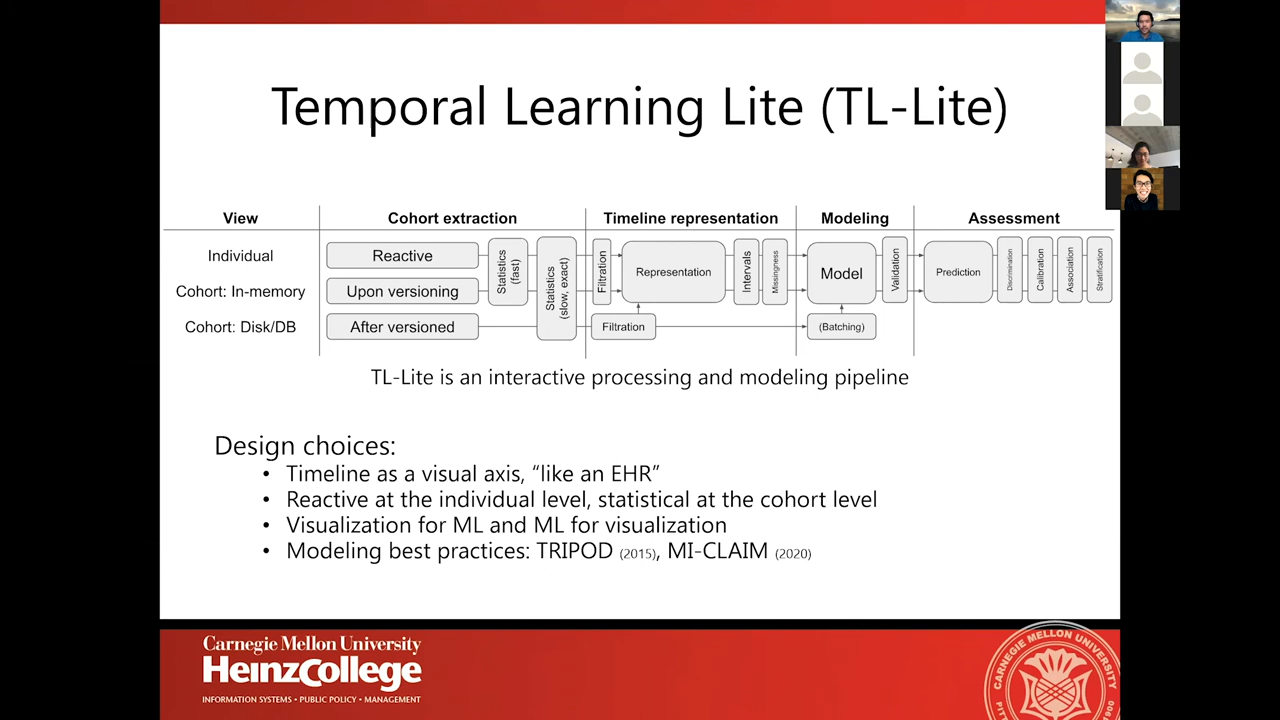 Temporal Learning Lite (TL-Lite)
View
Cohort extraction
Timeline representation
Modeling
Assessment
Individual
Reactive
Statistics
(fast)
Statistics
(slow, exact)
Filtration
Representation
Intervals
Missingness
Model
Validation
Prediction
Discrimination
Calibration
Association
Stratification
Cohort: In-memory
Upon versioning
Cohort: Disk/DB
After versioned
Filtration
(Batching)
TL-Lite is an interactive processing and modeling pipeline
Design choices:
• Timeline as a visual axis, “like an EHR”
• Reactive at the individual level, statistical at the cohort level
• Visualization for ML and ML for visualization
• Modeling best practices: TRIPOD (2015), MI-CLAIM (2020)
Carnegie Mellon University
HeinzCollege
INFORMATION SYSTEMS • PUBLIC POLICY • MANAGEMENT
CARNEGIE MELLON UNIVERSITY